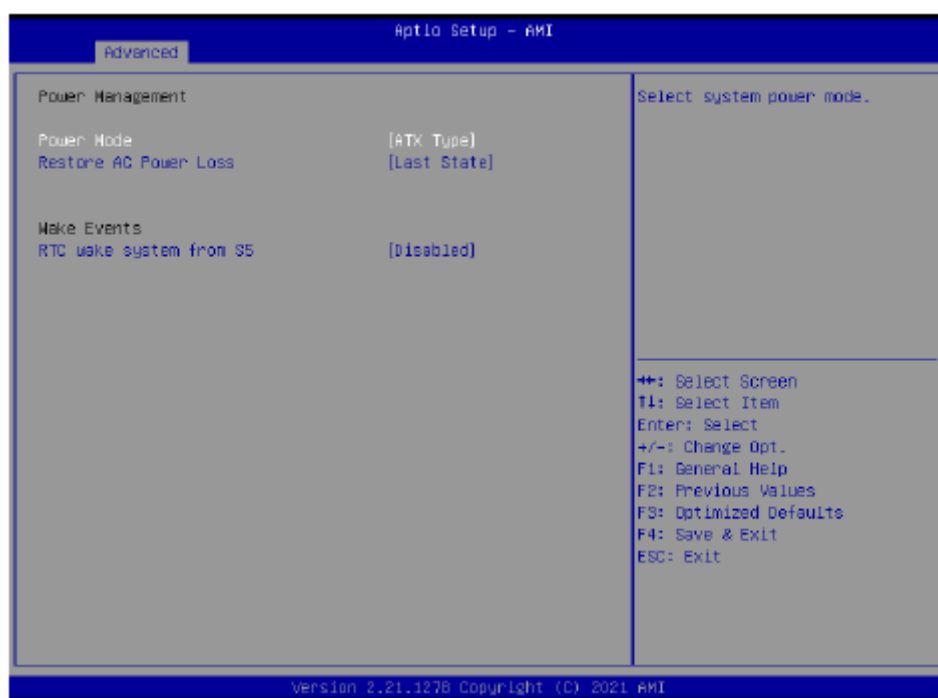 Aptio Setup - AMI
Advanced
Power Management
Power Mode [ATX Type]
Restore AC Power Loss [Last State]
Wake Events
RTC wake system from S5 [Disabled]
Select system power mode.
→←: Select Screen
↑↓: Select Item
Enter: Select
+/-: Change Opt.
F1: General Help
F2: Previous Values
F3: Optimized Defaults
F4: Save & Exit
ESC: Exit
Version 2.21.1278 Copyright (C) 2021 AMI